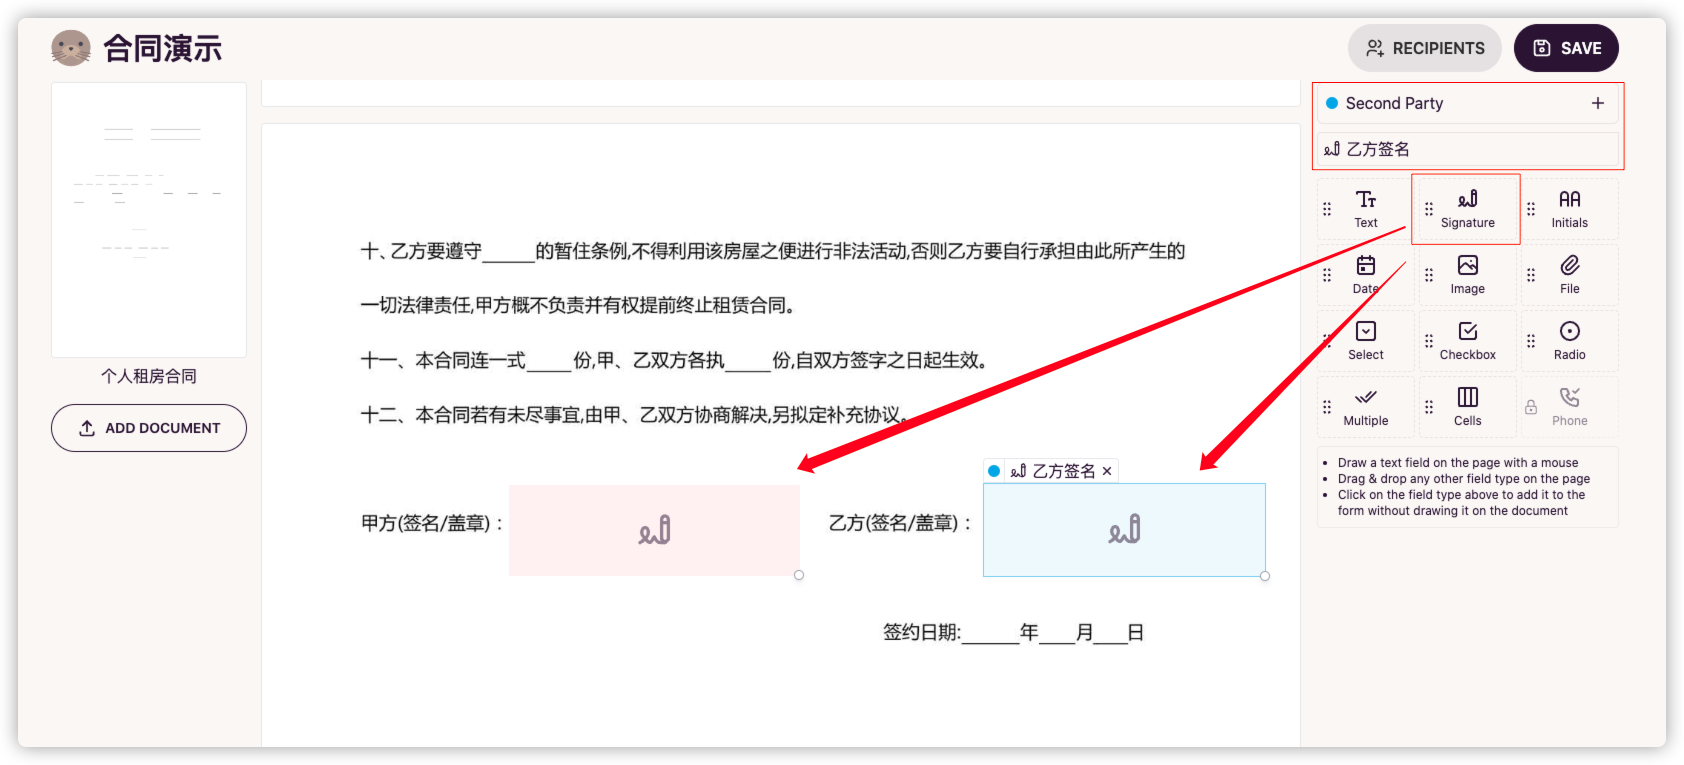 合同演示
RECIPIENTS
SAVE
个人租房合同
ADD DOCUMENT
十、乙方要遵守______的暂住条例,不得利用该房屋之便进行非法活动,否则乙方要自行承担由此所产生的
一切法律责任,甲方概不负责并有权提前终止租赁合同。
十一、本合同连一式_____份,甲、乙双方各执_____份,自双方签字之日起生效。
十二、本合同若有未尽事宜,由甲、乙双方协商解决,另拟定补充协议。
乙方签名 ×
甲方(签名/盖章)：
乙方(签名/盖章)：
签约日期:______年____月____日
Second Party +
乙方签名
Text
Signature
Initials
Date
Image
File
Select
Checkbox
Radio
Multiple
Cells
Phone
• Draw a text field on the page with a mouse
• Drag & drop any other field type on the page
• Click on the field type above to add it to the
form without drawing it on the document